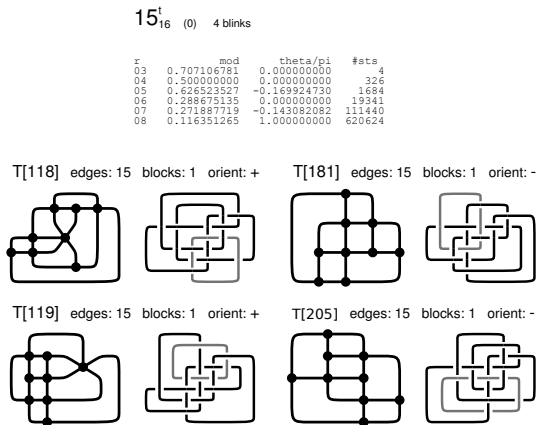 15ᵗ₁₆ (0) 4 blinks
r mod theta/pi #sts
03 0.707106781 0.000000000 4
04 0.500000000 0.000000000 326
05 0.626523527 -0.169924730 1684
06 0.288675135 0.000000000 19341
07 0.271887719 -0.143082082 111440
08 0.116351265 1.000000000 620624
T[118] edges: 15 blocks: 1 orient: +
T[181] edges: 15 blocks: 1 orient: -
T[119] edges: 15 blocks: 1 orient: +
T[205] edges: 15 blocks: 1 orient: -